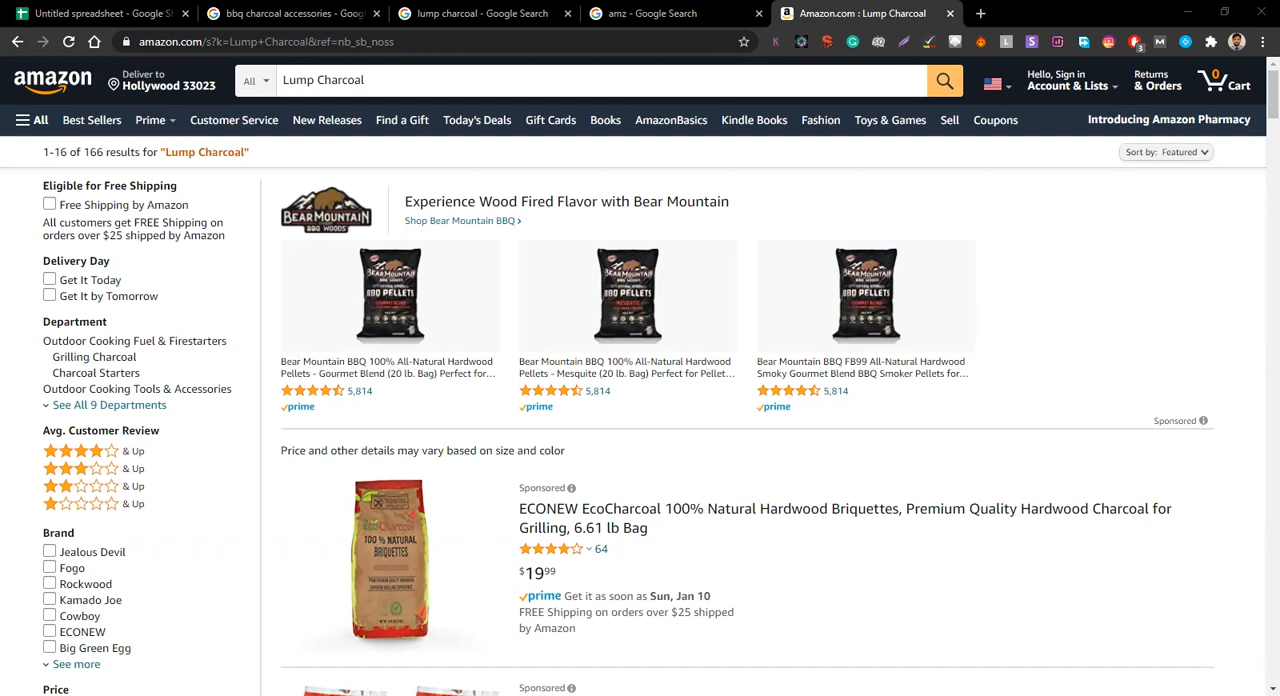 Untitled spreadsheet - Google Sh
bbq charcoal accessories - Goog
lump charcoal - Google Search
amz - Google Search
Amazon.com : Lump Charcoal
amazon.com/s?k=Lump+Charcoal&ref=nb_sb_noss
amazon
Deliver to
Hollywood 33023
All
Lump Charcoal
Hello, Sign in
Account & Lists
Returns
& Orders
0
Cart
All
Best Sellers
Prime
Customer Service
New Releases
Find a Gift
Today's Deals
Gift Cards
Books
AmazonBasics
Kindle Books
Fashion
Toys & Games
Sell
Coupons
Introducing Amazon Pharmacy
1-16 of 166 results for "Lump Charcoal"
Sort by: Featured
Eligible for Free Shipping
Free Shipping by Amazon
All customers get FREE Shipping on
orders over $25 shipped by Amazon
Delivery Day
Get It Today
Get It by Tomorrow
Department
Outdoor Cooking Fuel & Firestarters
Grilling Charcoal
Charcoal Starters
Outdoor Cooking Tools & Accessories
See All 9 Departments
Avg. Customer Review
& Up
& Up
& Up
& Up
Brand
Jealous Devil
Fogo
Rockwood
Kamado Joe
Cowboy
ECONEW
Big Green Egg
See more
Price
BEAR MOUNTAIN
BBQ WOODS
Experience Wood Fired Flavor with Bear Mountain
Shop Bear Mountain BBQ
BEAR MOUNTAIN
BBQ PELLETS
BEAR MOUNTAIN
BBQ PELLETS
BEAR MOUNTAIN
BBQ PELLETS
Bear Mountain BBQ 100% All-Natural Hardwood
Pellets - Gourmet Blend (20 lb. Bag) Perfect for...
5,814
prime
Bear Mountain BBQ 100% All-Natural Hardwood
Pellets - Mesquite (20 lb. Bag) Perfect for Pellet...
5,814
prime
Bear Mountain BBQ FB99 All-Natural Hardwood
Smoky Gourmet Blend BBQ Smoker Pellets for...
5,814
prime
Sponsored
Price and other details may vary based on size and color
EcoCharcoal
100 % NATURAL
BRIQUETTES
Sponsored
ECONEW EcoCharcoal 100% Natural Hardwood Briquettes, Premium Quality Hardwood Charcoal for
Grilling, 6.61 lb Bag
64
$19 99
prime Get it as soon as Sun, Jan 10
FREE Shipping on orders over $25 shipped
by Amazon
Sponsored